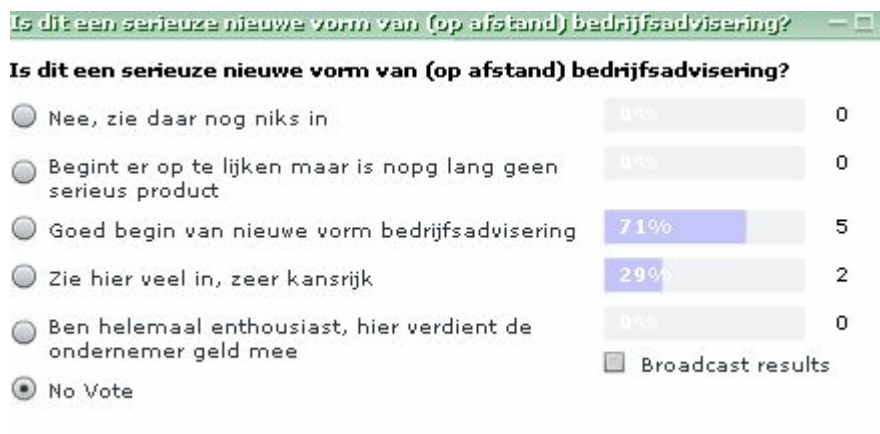 Is dit een serieuze nieuwe vorm van (op afstand) bedrijfsadvisering?
Is dit een serieuze nieuwe vorm van (op afstand) bedrijfsadvisering?
Nee, zie daar nog niks in 0% 0
Begint er op te lijken maar is nopg lang geen 0% 0
serieus product
Goed begin van nieuwe vorm bedrijfsadvisering 71% 5
Zie hier veel in, zeer kansrijk 29% 2
Ben helemaal enthousiast, hier verdient de 0% 0
ondernemer geld mee
Broadcast results
No Vote